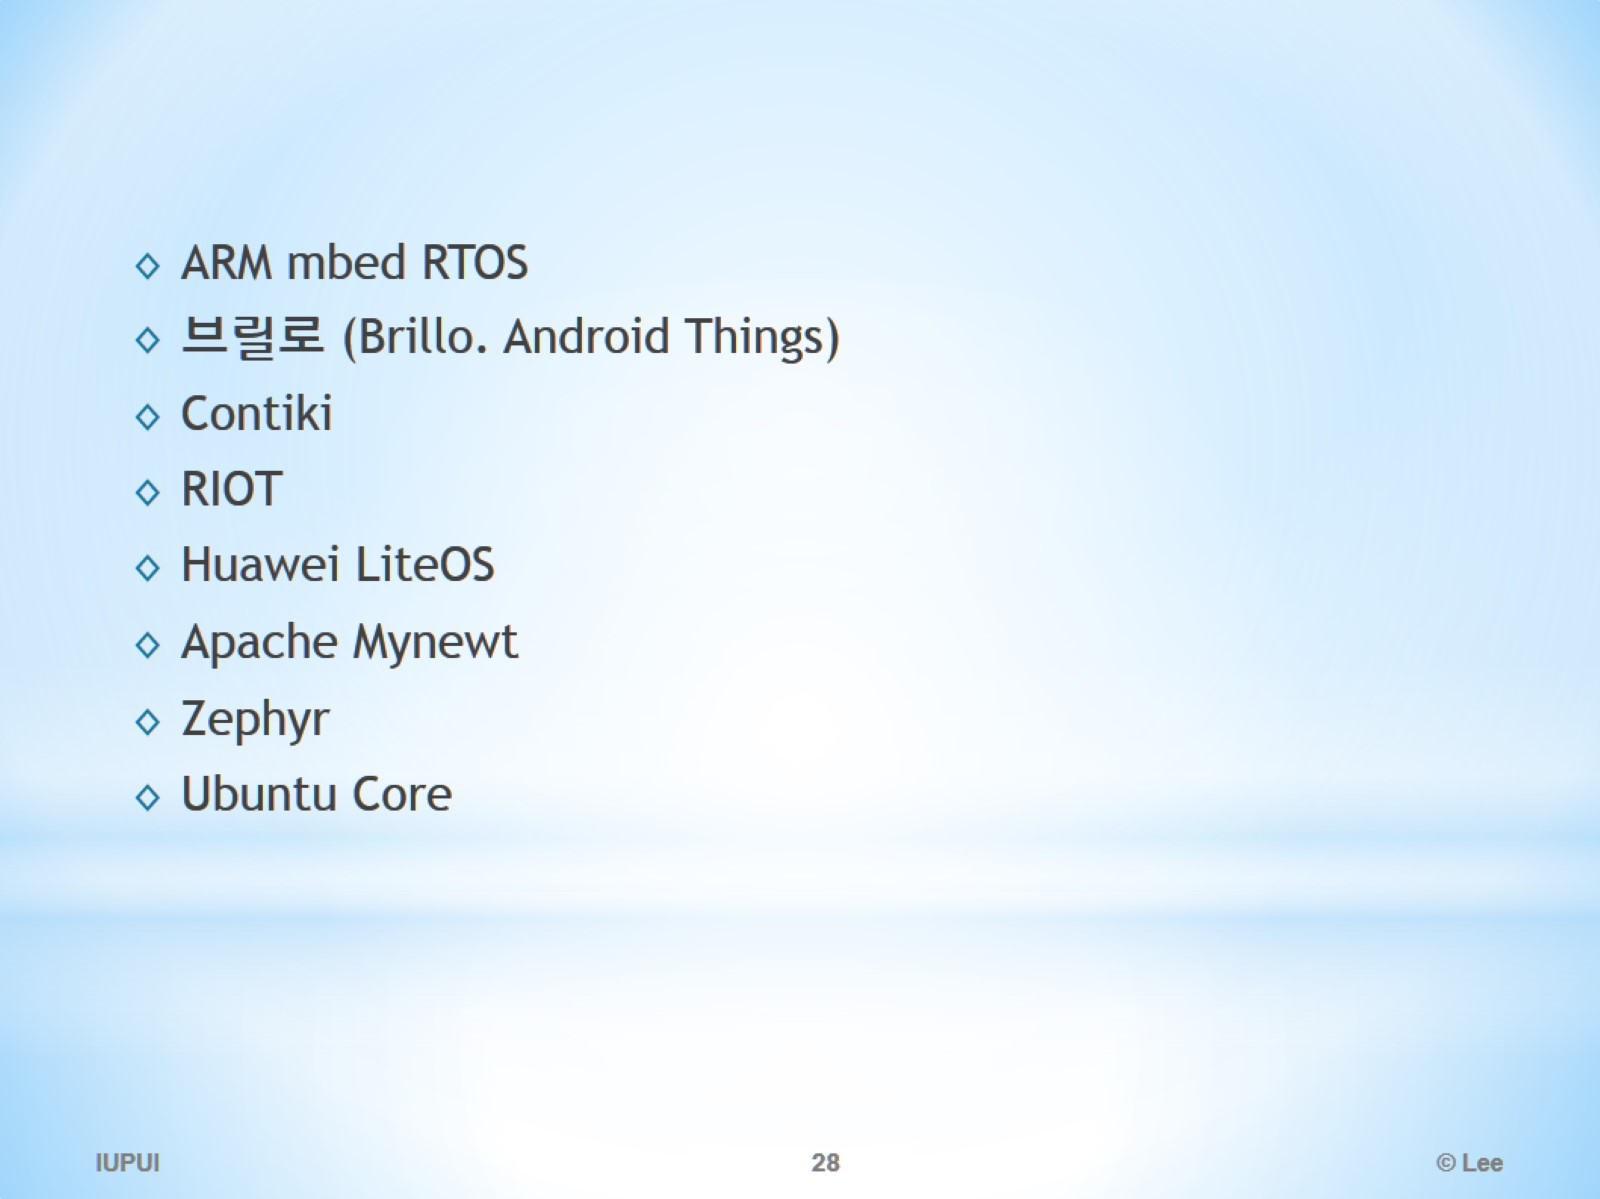 ◇ ARM mbed RTOS
◇ 브릴로 (Brillo. Android Things)
◇ Contiki
◇ RIOT
◇ Huawei LiteOS
◇ Apache Mynewt
◇ Zephyr
◇ Ubuntu Core
IUPUI 28 © Lee